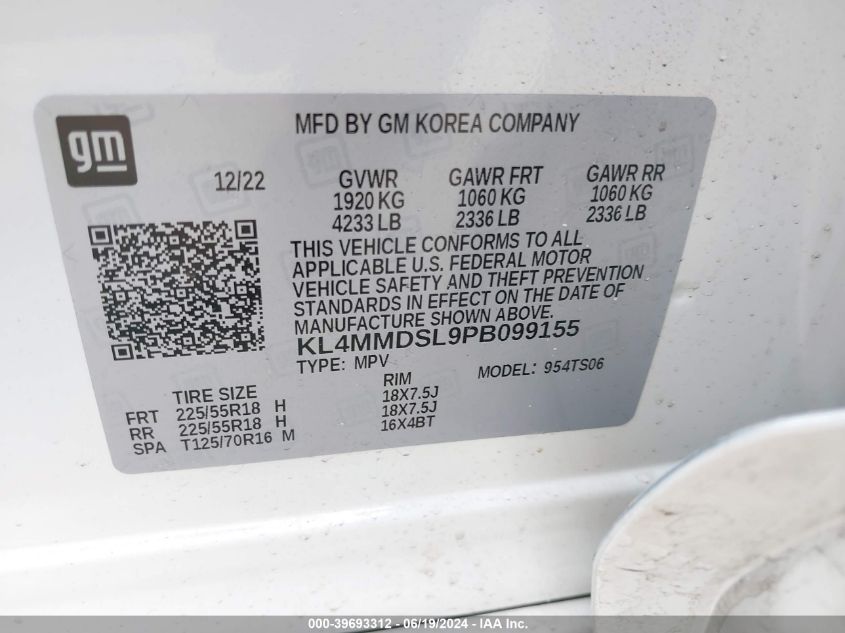 gm
MFD BY GM KOREA COMPANY
12/22 GVWR GAWR FRT GAWR RR
1920 KG 1060 KG 1060 KG
4233 LB 2336 LB 2336 LB
THIS VEHICLE CONFORMS TO ALL
APPLICABLE U.S. FEDERAL MOTOR
VEHICLE SAFETY AND THEFT PREVENTION
STANDARDS IN EFFECT ON THE DATE OF
MANUFACTURE SHOWN ABOVE.
KL4MMDSL9PB099155
TYPE: MPV MODEL: 954TS06
TIRE SIZE RIM
FRT 225/55R18 H 18X7.5J
RR 225/55R18 H 18X7.5J
SPA T125/70R16 M 16X4BT
000-39693312 - 06/19/2024 - IAA Inc.